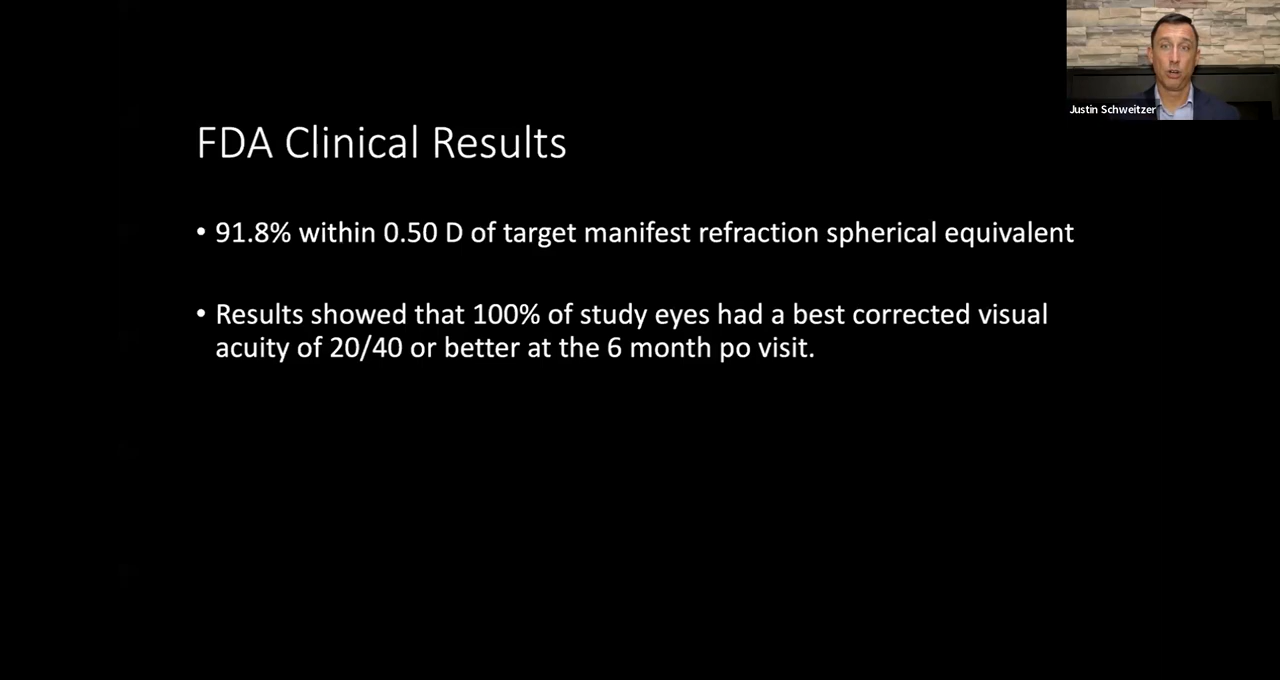 Justin Schweitzer
FDA Clinical Results
• 91.8% within 0.50 D of target manifest refraction spherical equivalent
• Results showed that 100% of study eyes had a best corrected visual
acuity of 20/40 or better at the 6 month po visit.